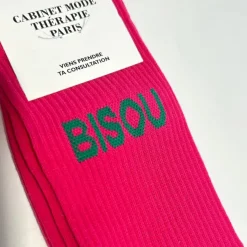 CABINET MODE
THÉRAPIE
PARIS
VIENS PRENDRE
TA CONSULTATION
BISOU